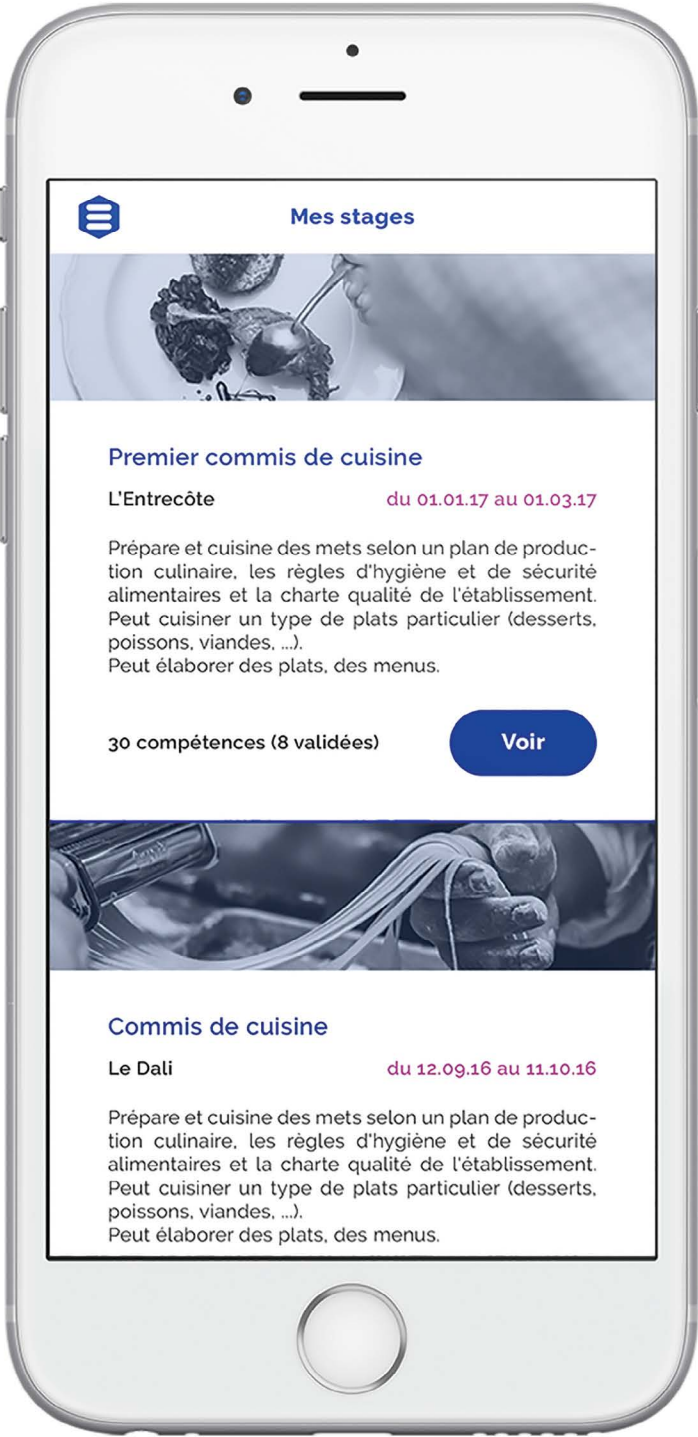 Mes stages
Premier commis de cuisine
L'Entrecôte du 01.01.17 au 01.03.17
Prépare et cuisine des mets selon un plan de produc-
tion culinaire, les règles d'hygiène et de sécurité
alimentaires et la charte qualité de l'établissement.
Peut cuisiner un type de plats particulier (desserts,
poissons, viandes, ...).
Peut élaborer des plats, des menus.
30 compétences (8 validées) Voir
Commis de cuisine
Le Dali du 12.09.16 au 11.10.16
Prépare et cuisine des mets selon un plan de produc-
tion culinaire, les règles d'hygiène et de sécurité
alimentaires et la charte qualité de l'établissement.
Peut cuisiner un type de plats particulier (desserts,
poissons, viandes, ...).
Peut élaborer des plats, des menus.